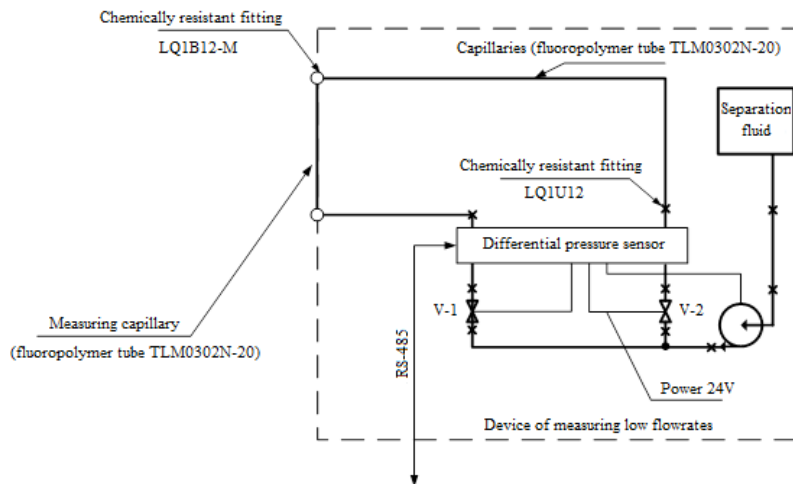 Chemically resistant fitting
LQ1B12-M
Capillaries (fluoropolymer tube TLM0302N-20)
Separation
fluid
Chemically resistant fitting
LQ1U12
Differential pressure sensor
V-1
V-2
Measuring capillary
(fluoropolymer tube TLM0302N-20)
RS-485
Power 24V
Device of measuring low flowrates